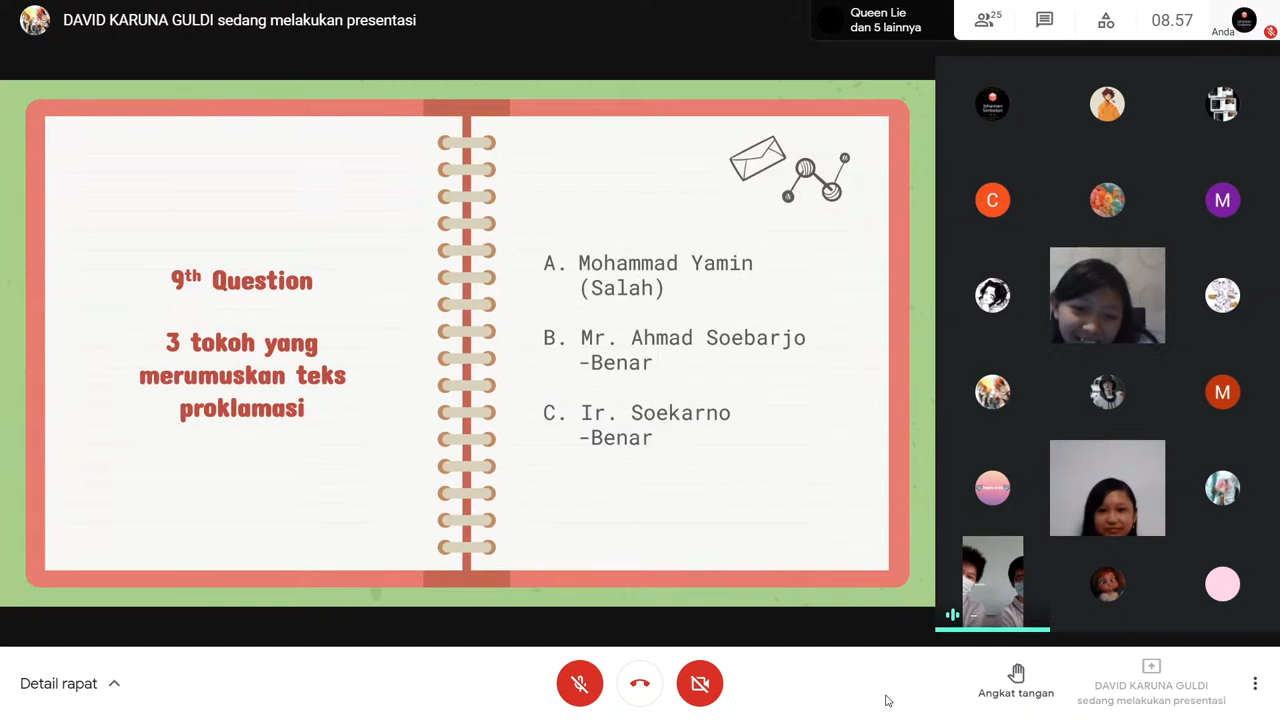 DAVID KARUNA GULDI sedang melakukan presentasi
Queen Lie
dan 5 lainnya
25
08.57
Anda
9th Question
3 tokoh yang
merumuskan teks
proklamasi
A. Mohammad Yamin
(Salah)
B. Mr. Ahmad Soebarjo
-Benar
C. Ir. Soekarno
-Benar
C
M
M
Detail rapat
Angkat tangan
DAVID KARUNA GULDI
sedang melakukan presentasi